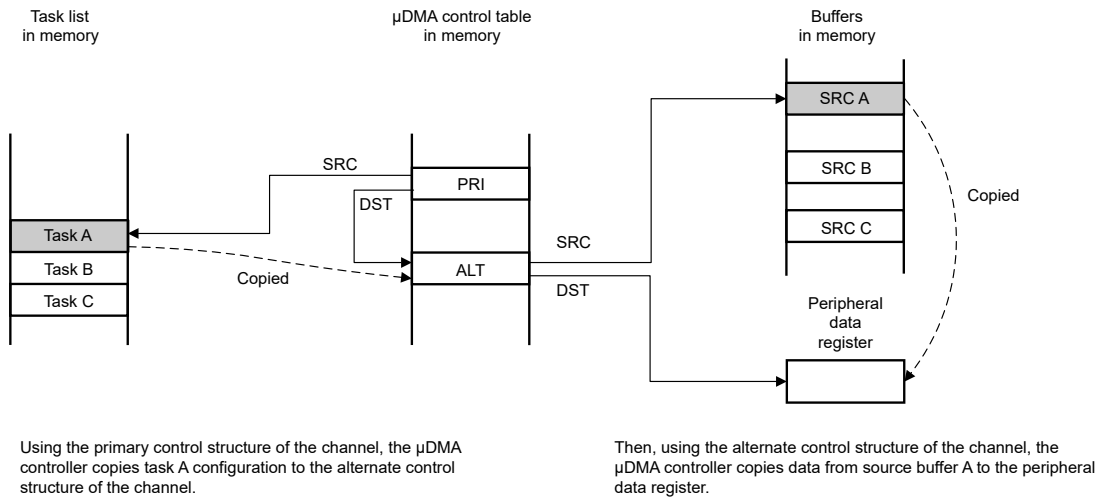 Task list
in memory
µDMA control table
in memory
Buffers
in memory
SRC A
SRC
PRI
SRC B
DST
Copied
SRC C
Task A
SRC
Task B
Copied
ALT
DST
Task C
Peripheral
data
register
Using the primary control structure of the channel, the µDMA
controller copies task A configuration to the alternate control
structure of the channel.
Then, using the alternate control structure of the channel, the
µDMA controller copies data from source buffer A to the peripheral
data register.